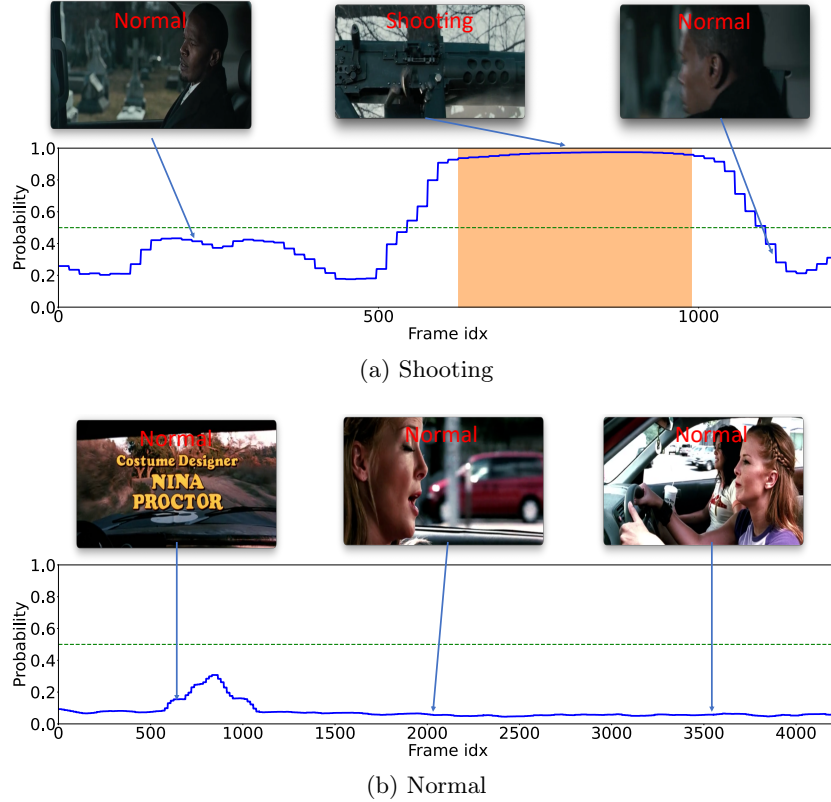 Normal
Shooting
Normal
Probability
1.0
0.8
0.6
0.4
0.2
0.0
0
500
1000
Frame idx
(a) Shooting
Normal
Costume Designer
NINA
PROCTOR
Normal
Normal
Probability
1.0
0.8
0.6
0.4
0.2
0.0
0
500
1000
1500
2000
2500
3000
3500
4000
Frame idx
(b) Normal